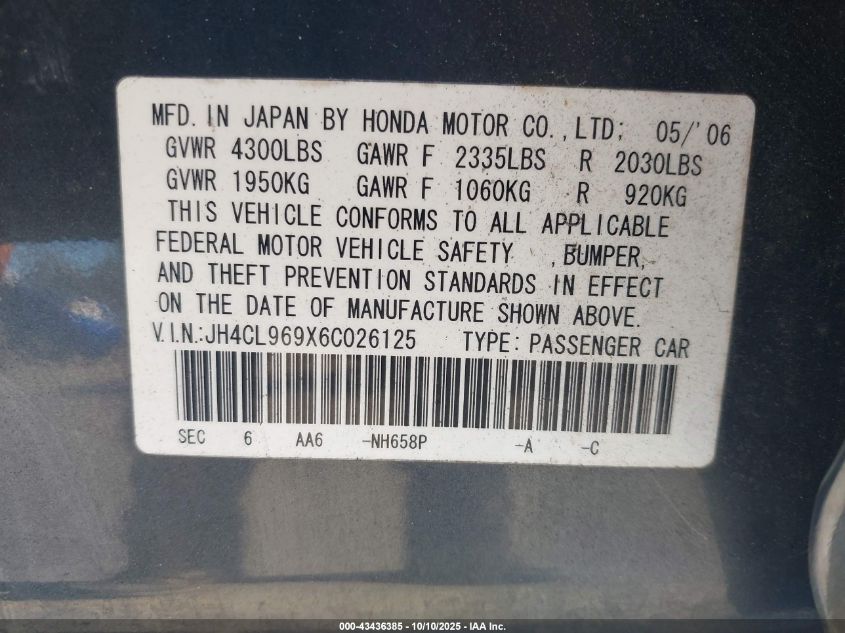 MFD. IN JAPAN BY HONDA MOTOR CO., LTD; 05/'06
GVWR 4300LBS GAWR F 2335LBS R 2030LBS
GVWR 1950KG GAWR F 1060KG R 920KG
THIS VEHICLE CONFORMS TO ALL APPLICABLE
FEDERAL MOTOR VEHICLE SAFETY , BUMPER,
AND THEFT PREVENTION STANDARDS IN EFFECT
ON THE DATE OF MANUFACTURE SHOWN ABOVE.
V.I.N.:JH4CL969X6C026125 TYPE: PASSENGER CAR
SEC 6 AA6 -NH658P -A -C
000-43436385 - 10/10/2025 - IAA Inc.